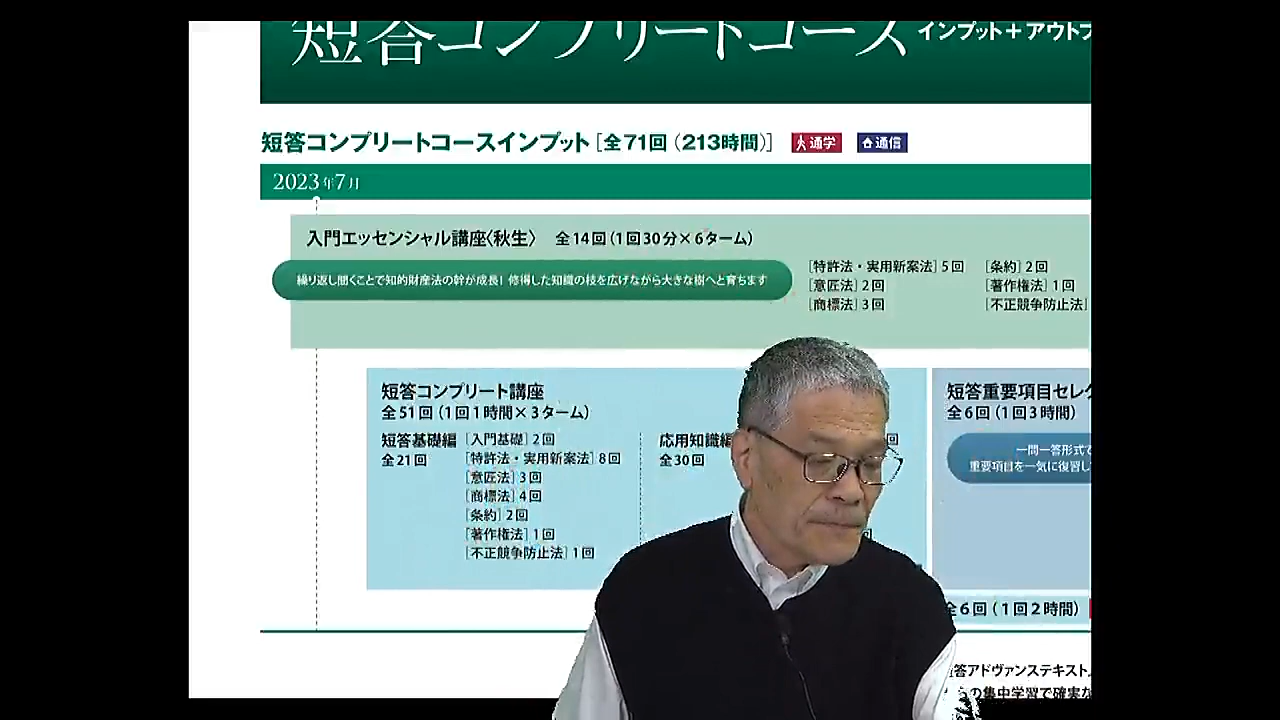 短答コンプリートコース インプット+アウトプ
短答コンプリートコースインプット [全71回(213時間)] 通学 通信
2023年7月
入門エッセンシャル講座〈秋生〉 全14回(1回30分×6ターム)
繰り返し聞くことで知的財産法の幹が成長! 修得した知識の枝を広げながら大きな樹へと育ちます
[特許法・実用新案法] 5回 [条約] 2回
[意匠法] 2回 [著作権法] 1回
[商標法] 3回 [不正競争防止法]
短答コンプリート講座
全51回(1回1時間×3ターム)
短答基礎編 [入門基礎] 2回
全21回 [特許法・実用新案法] 8回
[意匠法] 3回
[商標法] 4回
[条約] 2回
[著作権法] 1回
[不正競争防止法] 1回
応用知識編 回
全30回
回
短答重要項目セレク
全6回(1回3時間)
一問一答形式で
重要項目を一気に復習し
全6回(1回2時間)
答アドヴァンステキスト
の集中学習で確実な